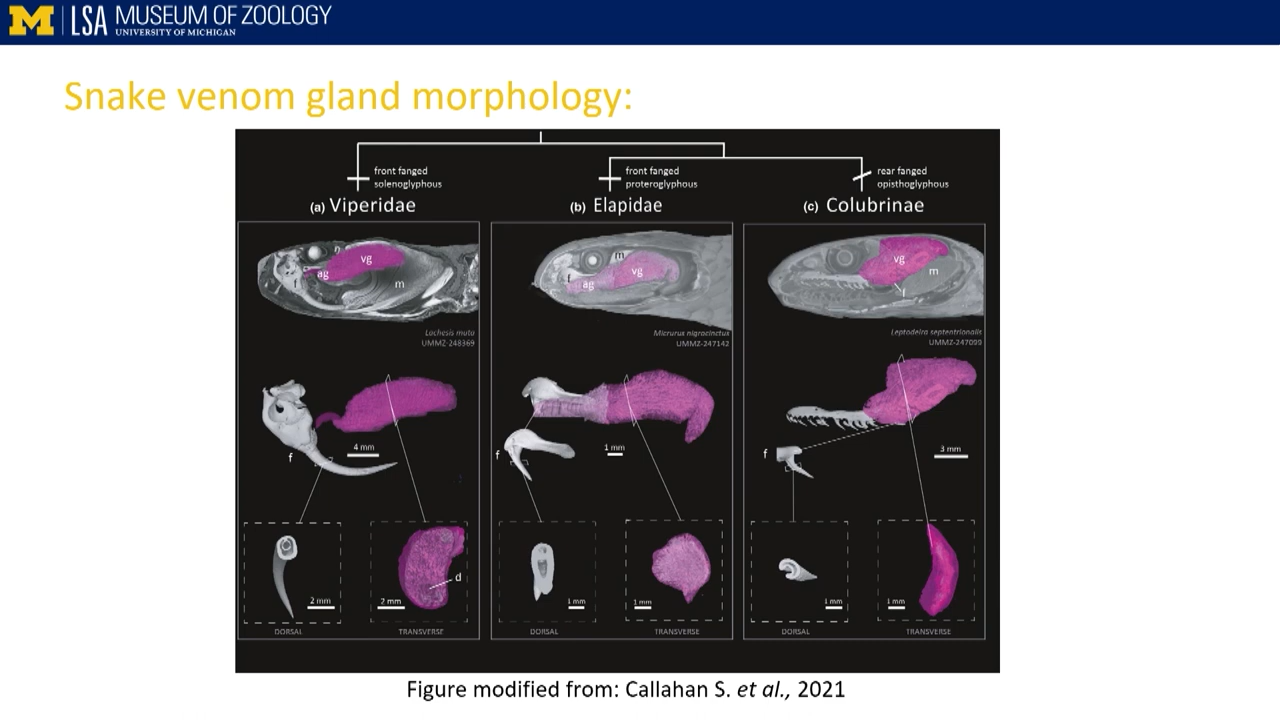 M LSA MUSEUM OF ZOOLOGY
UNIVERSITY OF MICHIGAN
Snake venom gland morphology:
front fanged
solenoglyphous
front fanged
proteroglyphous
rear fanged
opisthoglyphous
(a) Viperidae
(b) Elapidae
(c) Colubrinae
vg
ag
f
m
Lachesis muta
UMMZ-248369
m
vg
f
ag
Micrurus nigrocinctus
UMMZ-247142
vg
m
f
Leptodeira septentrionalis
UMMZ-247099
f
4 mm
f
1 mm
f
3 mm
2 mm
d
2 mm
1 mm
1 mm
1 mm
1 mm
DORSAL
TRANSVERSE
DORSAL
TRANSVERSE
DORSAL
TRANSVERSE
Figure modified from: Callahan S. et al., 2021